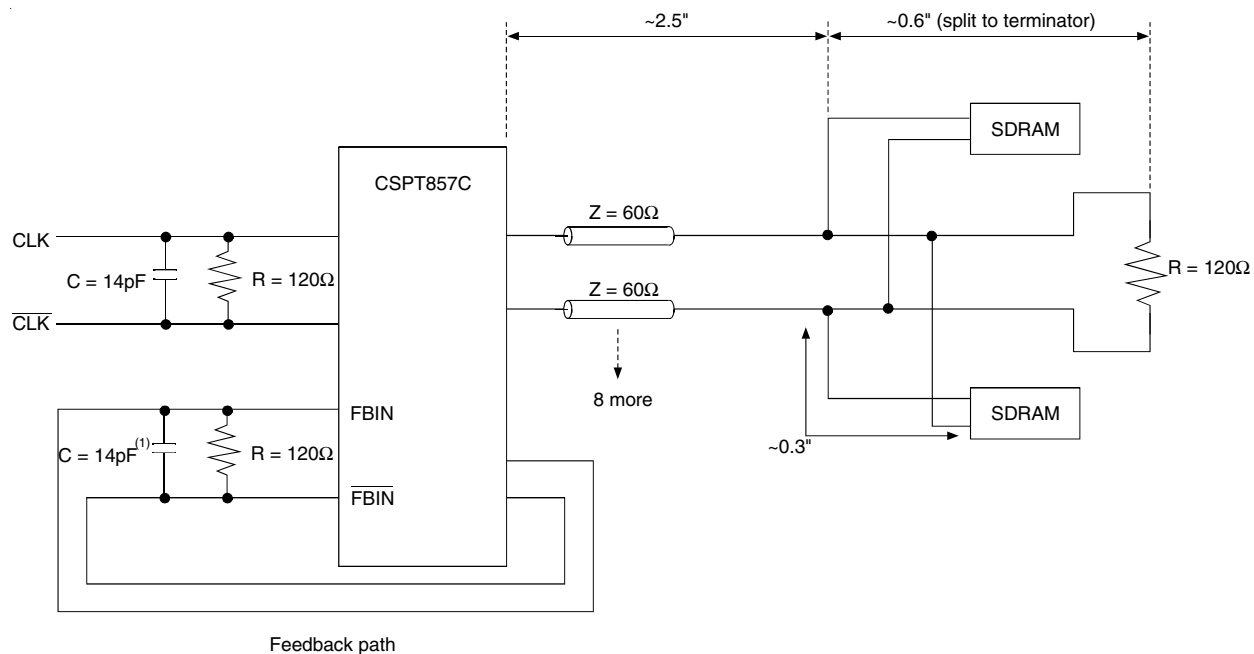 ~2.5"
~0.6" (split to terminator)
SDRAM
CSPT857C
Z = 60Ω
CLK
C = 14pF
R = 120Ω
R = 120Ω
CLK
Z = 60Ω
8 more
SDRAM
FBIN
~0.3"
C = 14pF(1)
R = 120Ω
FBIN
Feedback path